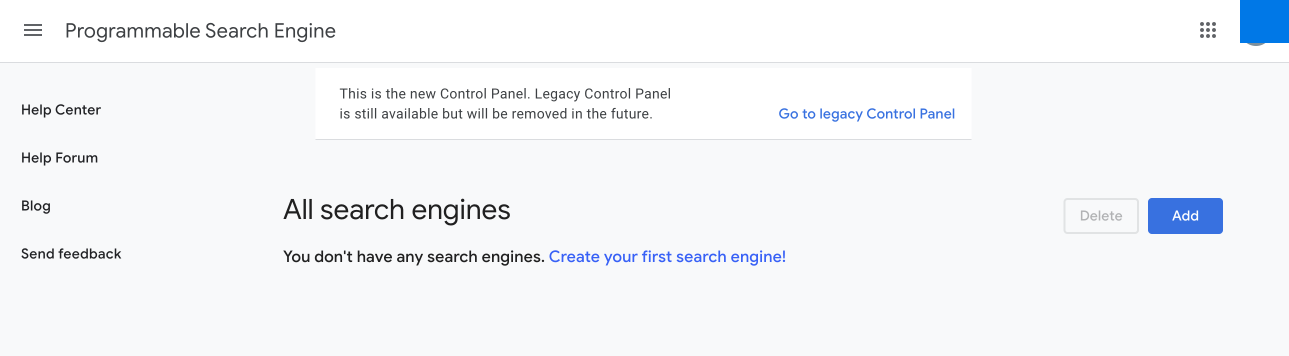 Programmable Search Engine
Help Center
Help Forum
Blog
Send feedback
This is the new Control Panel. Legacy Control Panel
is still available but will be removed in the future.
Go to legacy Control Panel
All search engines
Delete
Add
You don't have any search engines. Create your first search engine!